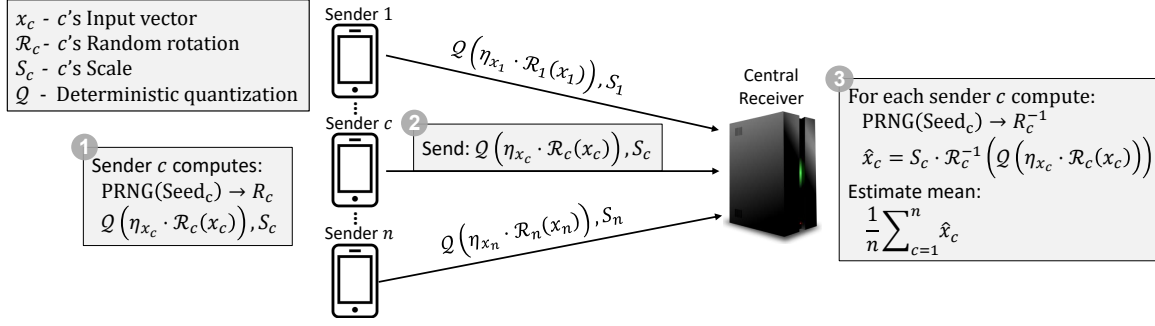 x_c - c's Input vector
ℛ_c - c's Random rotation
S_c - c's Scale
𝒬 - Deterministic quantization
1
Sender c computes:
PRNG(Seed_c) → R_c
𝒬(η_{x_c} · ℛ_c(x_c)), S_c
Sender 1
Sender c
Sender n
𝒬(η_{x_1} · ℛ_1(x_1)), S_1
2
Send: 𝒬(η_{x_c} · ℛ_c(x_c)), S_c
𝒬(η_{x_n} · ℛ_n(x_n)), S_n
Central
Receiver
3
For each sender c compute:
PRNG(Seed_c) → R_c^{-1}
x̂_c = S_c · ℛ_c^{-1}(𝒬(η_{x_c} · ℛ_c(x_c)))
Estimate mean:
1/n ∑_{c=1}^{n} x̂_c